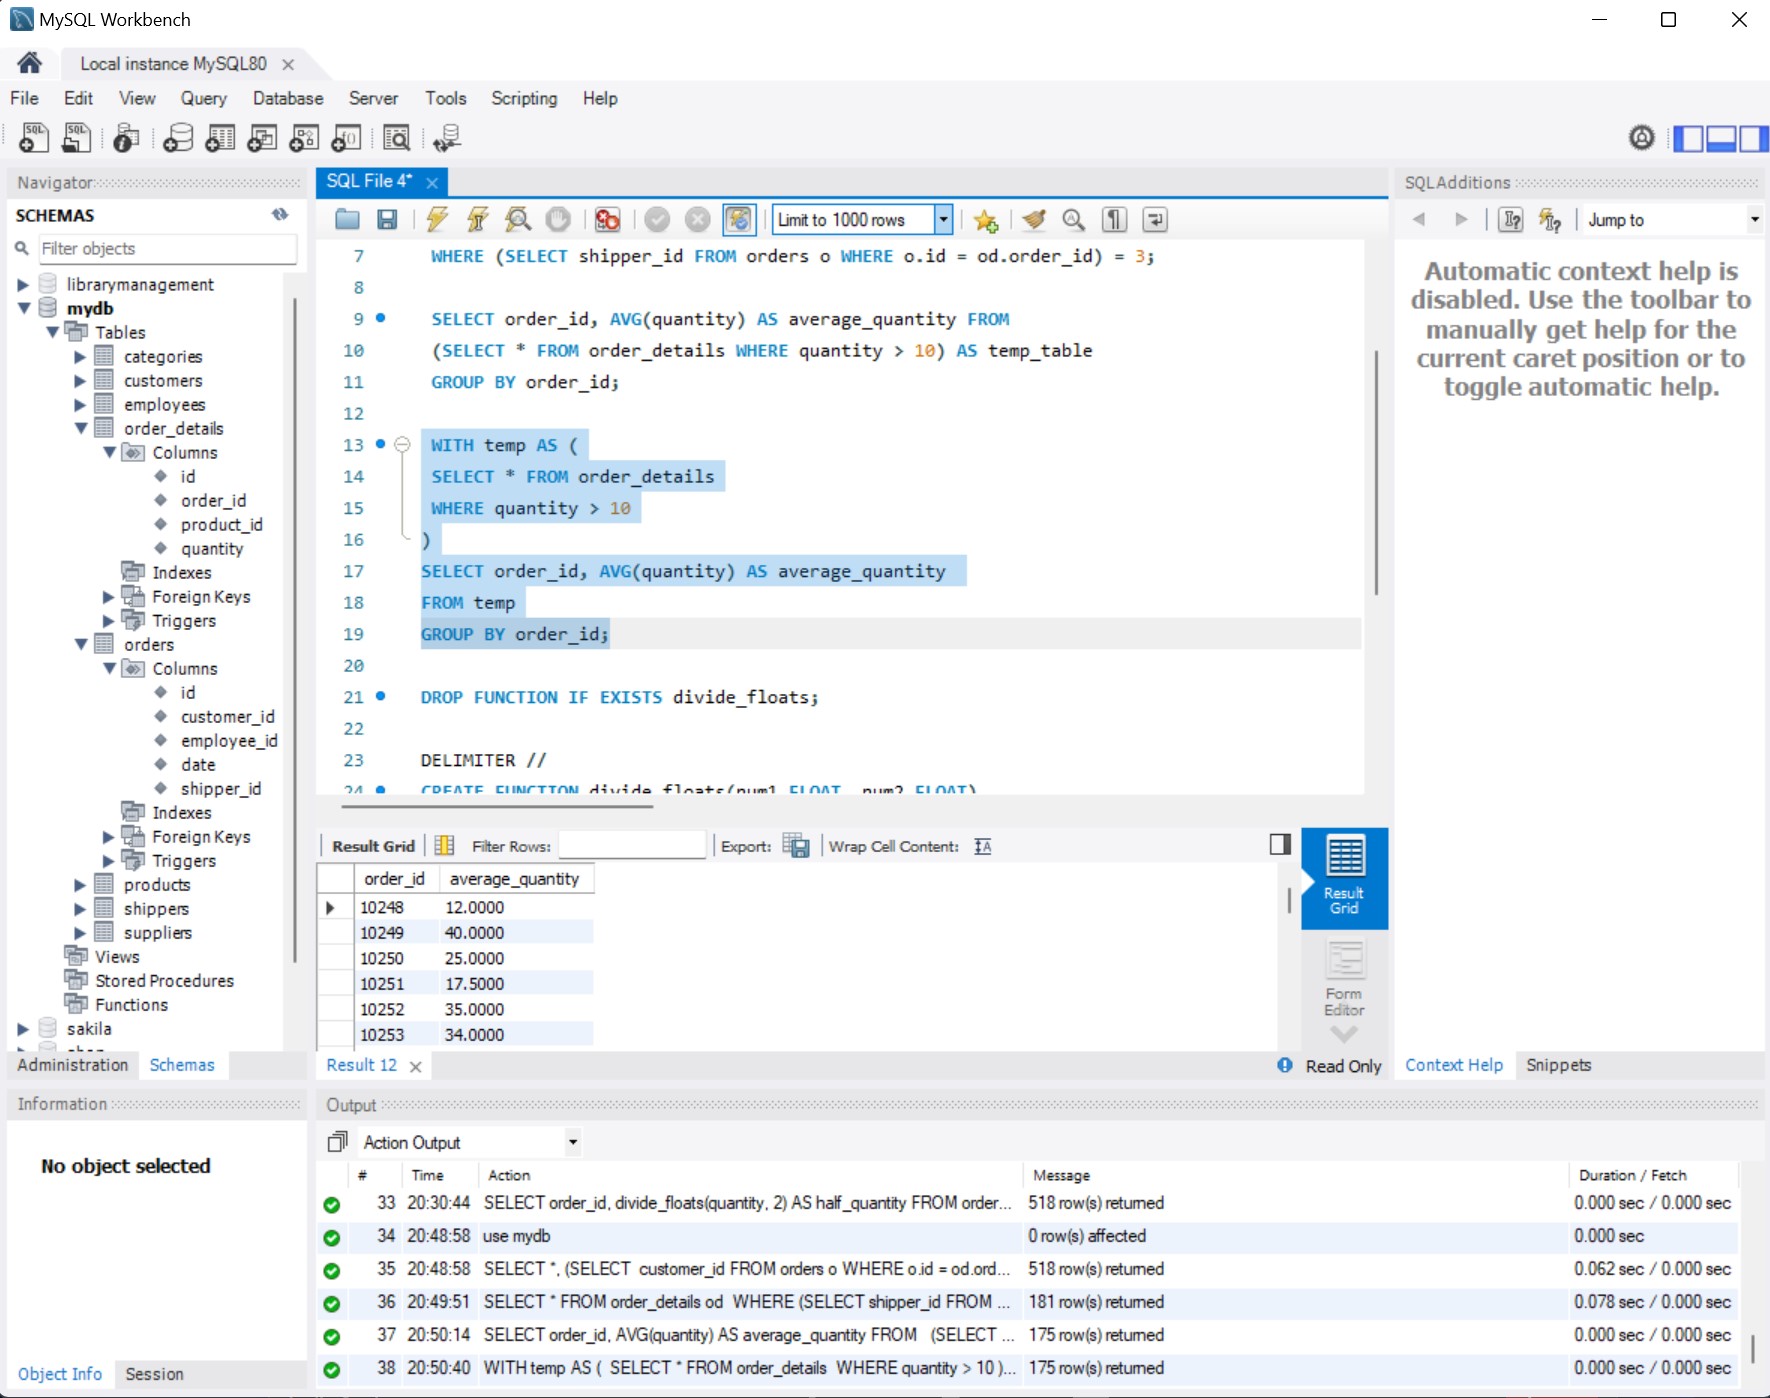 MySQL Workbench
Local instance MySQL80
File Edit View Query Database Server Tools Scripting Help
Navigator
SCHEMAS
Filter objects
librarymanagement
mydb
Tables
categories
customers
employees
order_details
Columns
id
order_id
product_id
quantity
Indexes
Foreign Keys
Triggers
orders
Columns
id
customer_id
employee_id
date
shipper_id
Indexes
Foreign Keys
Triggers
products
shippers
suppliers
Views
Stored Procedures
Functions
sakila
Administration Schemas
Information
No object selected
Object Info Session
SQL File 4*
Limit to 1000 rows
7 WHERE (SELECT shipper_id FROM orders o WHERE o.id = od.order_id) = 3;
8
9 SELECT order_id, AVG(quantity) AS average_quantity FROM
10 (SELECT * FROM order_details WHERE quantity > 10) AS temp_table
11 GROUP BY order_id;
12
13 WITH temp AS (
14 SELECT * FROM order_details
15 WHERE quantity > 10
16 )
17 SELECT order_id, AVG(quantity) AS average_quantity
18 FROM temp
19 GROUP BY order_id;
20
21 DROP FUNCTION IF EXISTS divide_floats;
22
23 DELIMITER //
24 CREATE FUNCTION divide_floats(num1 FLOAT, num2 FLOAT)
Result Grid Filter Rows: Export: Wrap Cell Content:
order_id average_quantity
10248 12.0000
10249 40.0000
10250 25.0000
10251 17.5000
10252 35.0000
10253 34.0000
Result Grid
Form Editor
Result 12
Read Only
SQLAdditions
Jump to
Automatic context help is
disabled. Use the toolbar to
manually get help for the
current caret position or to
toggle automatic help.
Context Help Snippets
Output
Action Output
# Time Action Message Duration / Fetch
33 20:30:44 SELECT order_id, divide_floats(quantity, 2) AS half_quantity FROM order... 518 row(s) returned 0.000 sec / 0.000 sec
34 20:48:58 use mydb 0 row(s) affected 0.000 sec
35 20:48:58 SELECT *, (SELECT customer_id FROM orders o WHERE o.id = od.ord... 518 row(s) returned 0.062 sec / 0.000 sec
36 20:49:51 SELECT * FROM order_details od WHERE (SELECT shipper_id FROM ... 181 row(s) returned 0.078 sec / 0.000 sec
37 20:50:14 SELECT order_id, AVG(quantity) AS average_quantity FROM (SELECT ... 175 row(s) returned 0.000 sec / 0.000 sec
38 20:50:40 WITH temp AS ( SELECT * FROM order_details WHERE quantity > 10 )... 175 row(s) returned 0.000 sec / 0.000 sec